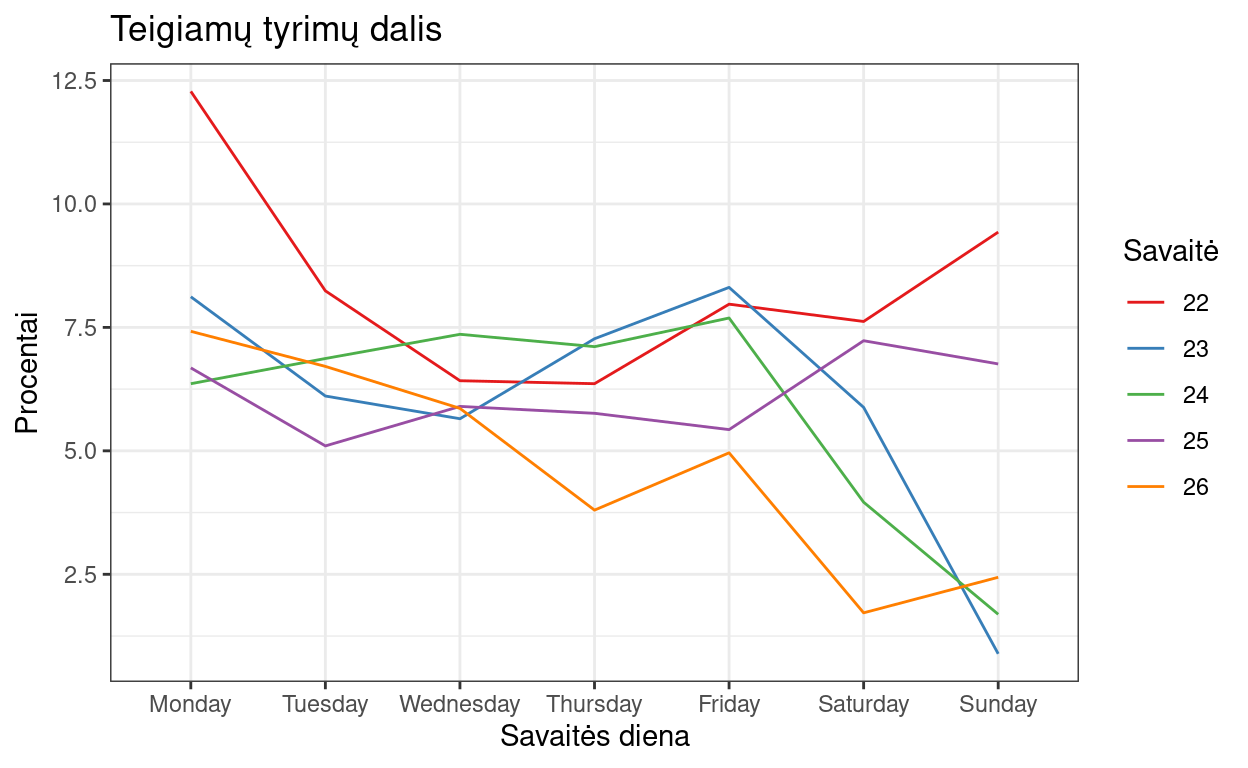 Teigiamų tyrimų dalis
Procentai
12.5
10.0
7.5
5.0
2.5
Monday
Tuesday
Wednesday
Thursday
Friday
Saturday
Sunday
Savaitės diena
Savaitė
22
23
24
25
26